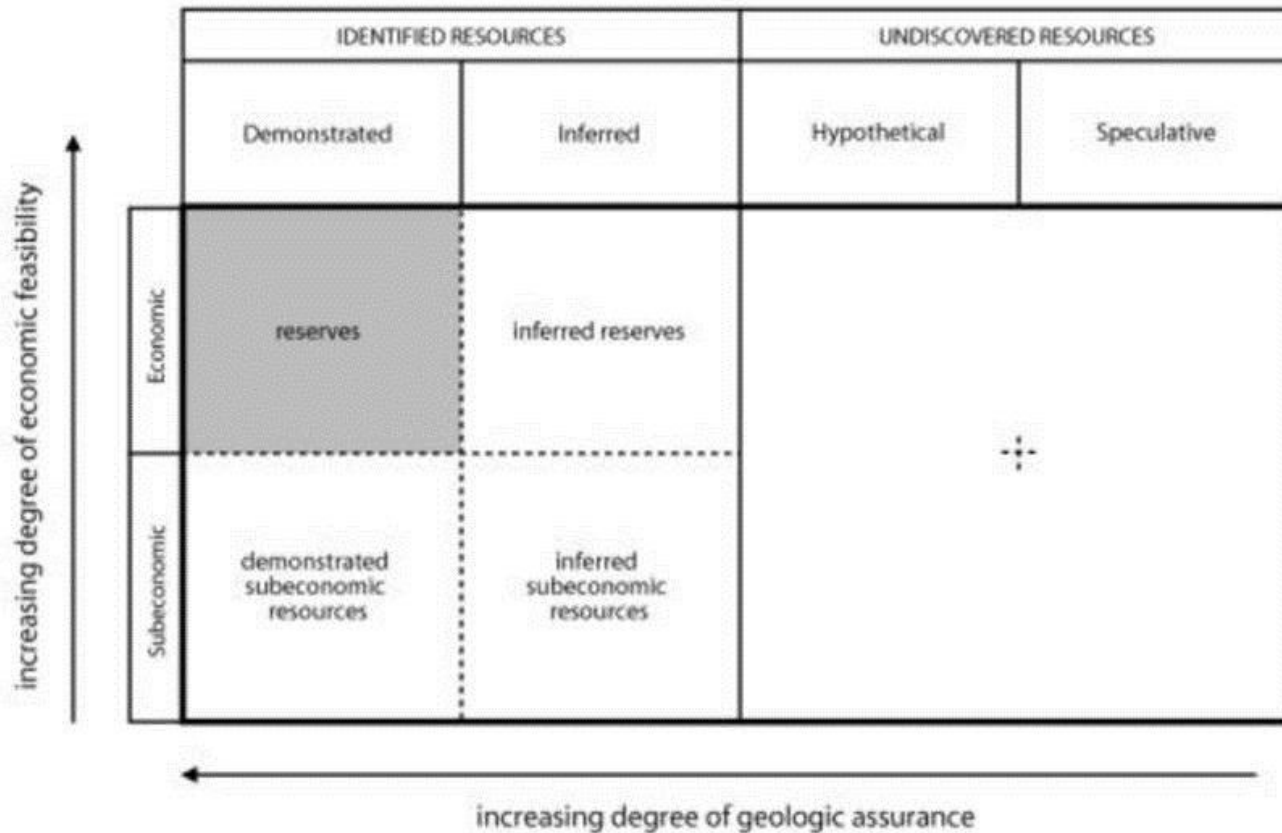 IDENTIFIED RESOURCES
UNDISCOVERED RESOURCES
Demonstrated
Inferred
Hypothetical
Speculative
increasing degree of economic feasibility
Economic
reserves
inferred reserves
Subeconomic
demonstrated
subeconomic
resources
inferred
subeconomic
resources
increasing degree of geologic assurance